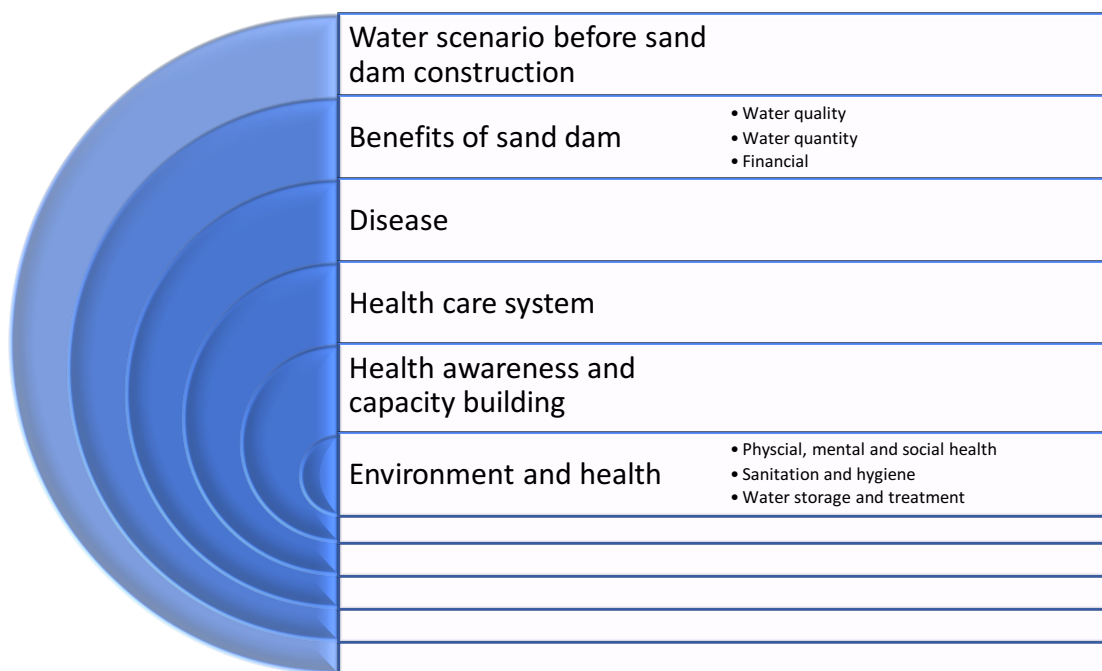 Water scenario before sand
dam construction
Benefits of sand dam
• Water quality
• Water quantity
• Financial
Disease
Health care system
Health awareness and
capacity building
Environment and health
• Physcial, mental and social health
• Sanitation and hygiene
• Water storage and treatment